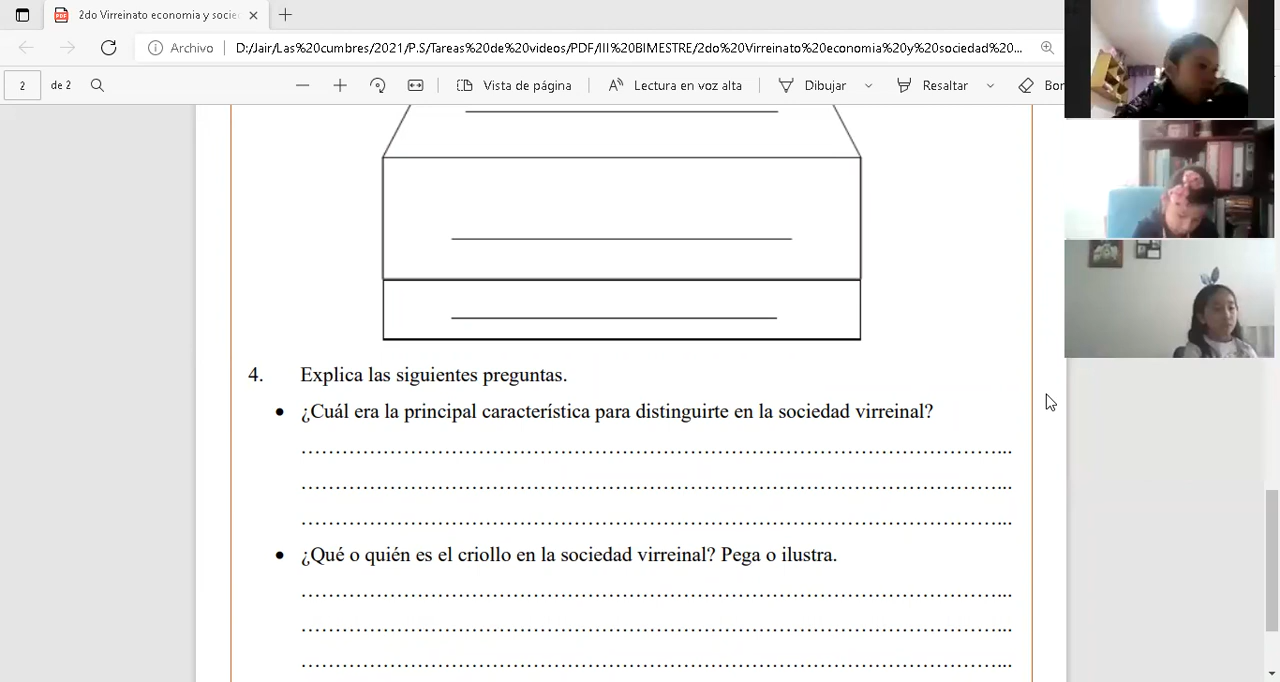 2do Virreinato economia y socie
Archivo
D:/Jair/Las%20cumbres/2021/P.S/Tareas%20de%20videos/PDF/III%20BIMESTRE/2do%20Virreinato%20economia%20y%20sociedad%20...
2
de 2
Vista de página
Lectura en voz alta
Dibujar
Resaltar
Bor
4. Explica las siguientes preguntas.
• ¿Cuál era la principal característica para distinguirte en la sociedad virreinal?
• ¿Qué o quién es el criollo en la sociedad virreinal? Pega o ilustra.